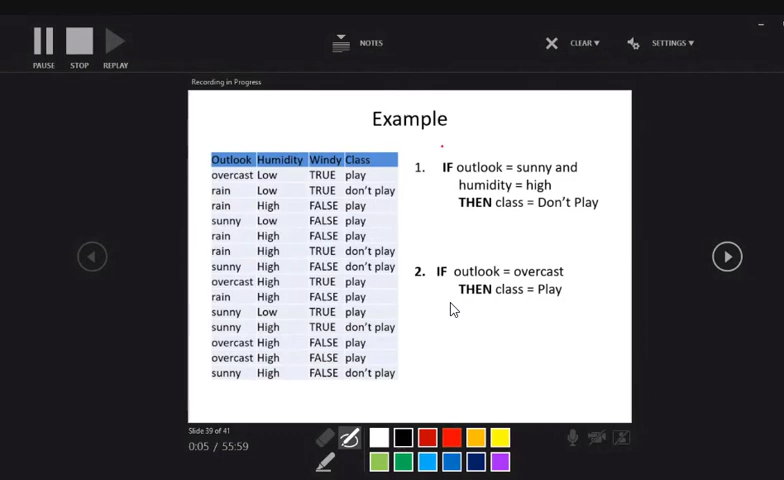 PAUSE STOP REPLAY
NOTES
CLEAR
SETTINGS
Recording in Progress
Example
Outlook Humidity Windy Class
overcast Low TRUE play
rain Low TRUE don't play
rain High FALSE play
sunny Low FALSE play
rain High FALSE play
rain High TRUE don't play
sunny High FALSE don't play
overcast High TRUE play
rain High FALSE play
sunny Low TRUE play
sunny High TRUE don't play
overcast High FALSE play
overcast High FALSE play
sunny High FALSE don't play
1. IF outlook = sunny and
humidity = high
THEN class = Don't Play
2. IF outlook = overcast
THEN class = Play
Slide 39 of 41
0:05 / 55:59